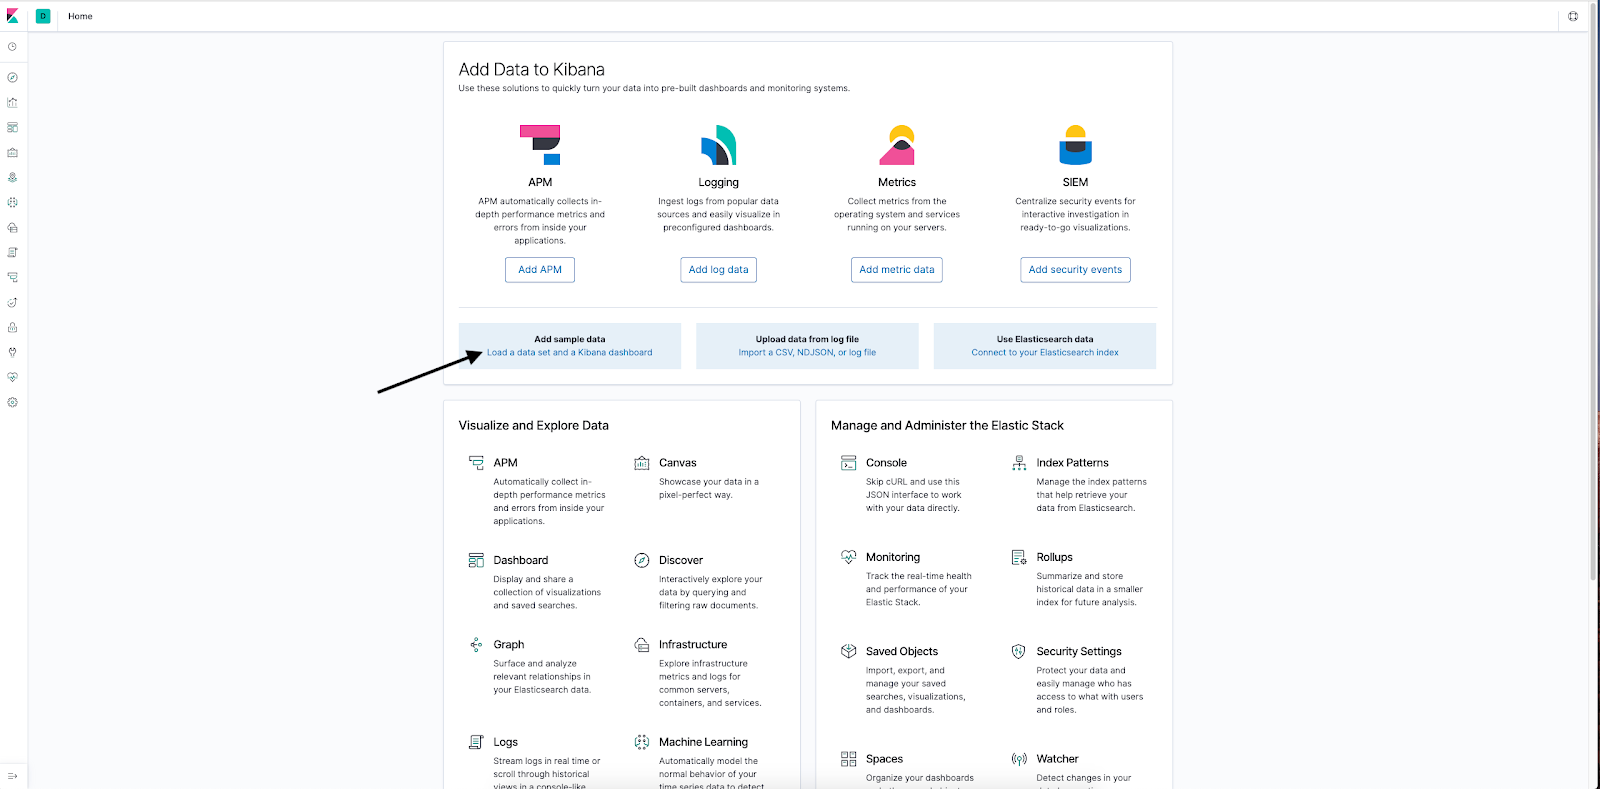 D Home
Add Data to Kibana
Use these solutions to quickly turn your data into pre-built dashboards and monitoring systems.
APM
APM automatically collects in-
depth performance metrics and
errors from inside your
applications.
Add APM
Logging
Ingest logs from popular data
sources and easily visualize in
preconfigured dashboards.
Add log data
Metrics
Collect metrics from the
operating system and services
running on your servers.
Add metric data
SIEM
Centralize security events for
interactive investigation in
ready-to-go visualizations.
Add security events
Add sample data
Load a data set and a Kibana dashboard
Upload data from log file
Import a CSV, NDJSON, or log file
Use Elasticsearch data
Connect to your Elasticsearch index
Visualize and Explore Data
APM
Automatically collect in-
depth performance metrics
and errors from inside your
applications.
Canvas
Showcase your data in a
pixel-perfect way.
Dashboard
Display and share a
collection of visualizations
and saved searches.
Discover
Interactively explore your
data by querying and
filtering raw documents.
Graph
Surface and analyze
relevant relationships in
your Elasticsearch data.
Infrastructure
Explore infrastructure
metrics and logs for
common servers,
containers, and services.
Logs
Stream logs in real time or
scroll through historical
views in a console-like
Machine Learning
Automatically model the
normal behavior of your
time series data to detect
Manage and Administer the Elastic Stack
Console
Skip cURL and use this
JSON interface to work
with your data directly.
Index Patterns
Manage the index patterns
that help retrieve your
data from Elasticsearch.
Monitoring
Track the real-time health
and performance of your
Elastic Stack.
Rollups
Summarize and store
historical data in a smaller
index for future analysis.
Saved Objects
Import, export, and
manage your saved
searches, visualizations,
and dashboards.
Security Settings
Protect your data and
easily manage who has
access to what with users
and roles.
Spaces
Organize your dashboards
Watcher
Detect changes in your